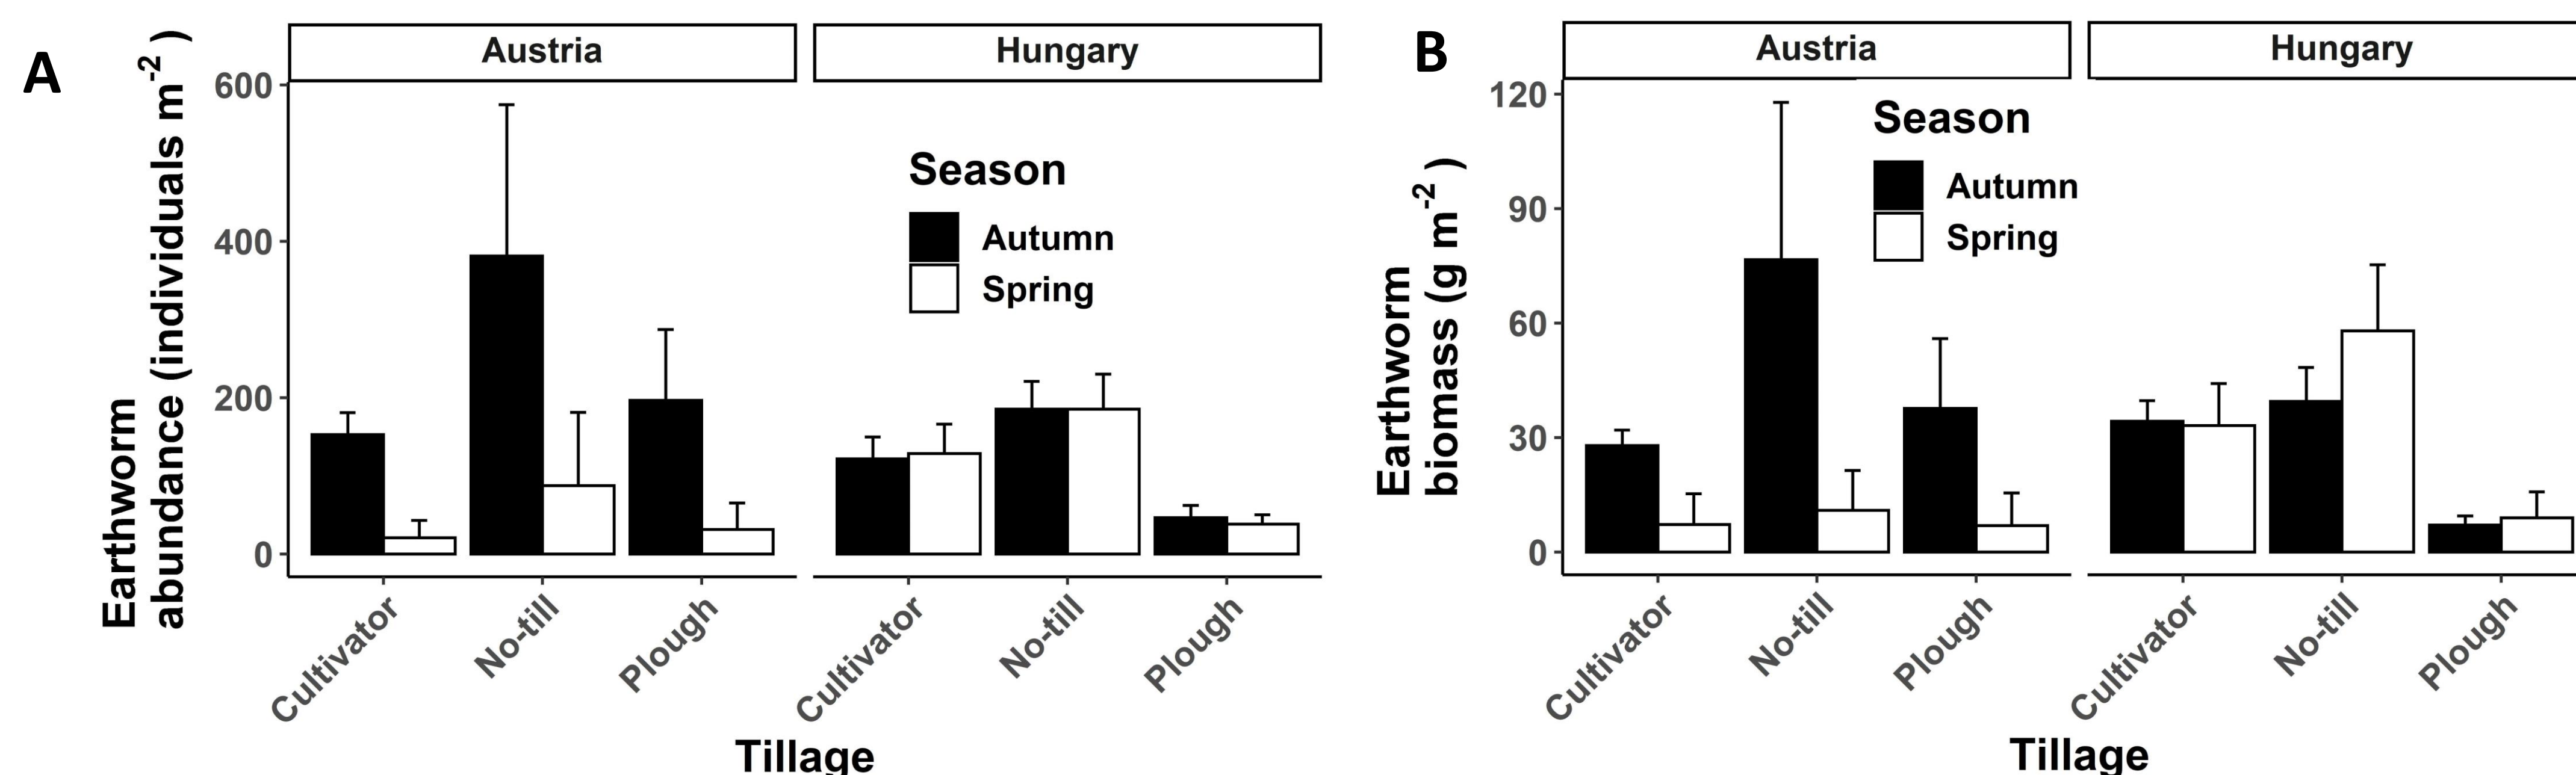 A
Earthworm
abundance (individuals m-2 )
Austria
Hungary
600
400
200
0
Season
Autumn
Spring
Cultivator
No-till
Plough
Cultivator
No-till
Plough
Tillage
B
Earthworm
biomass (g m-2 )
Austria
Hungary
120
90
60
30
0
Season
Autumn
Spring
Cultivator
No-till
Plough
Cultivator
No-till
Plough
Tillage